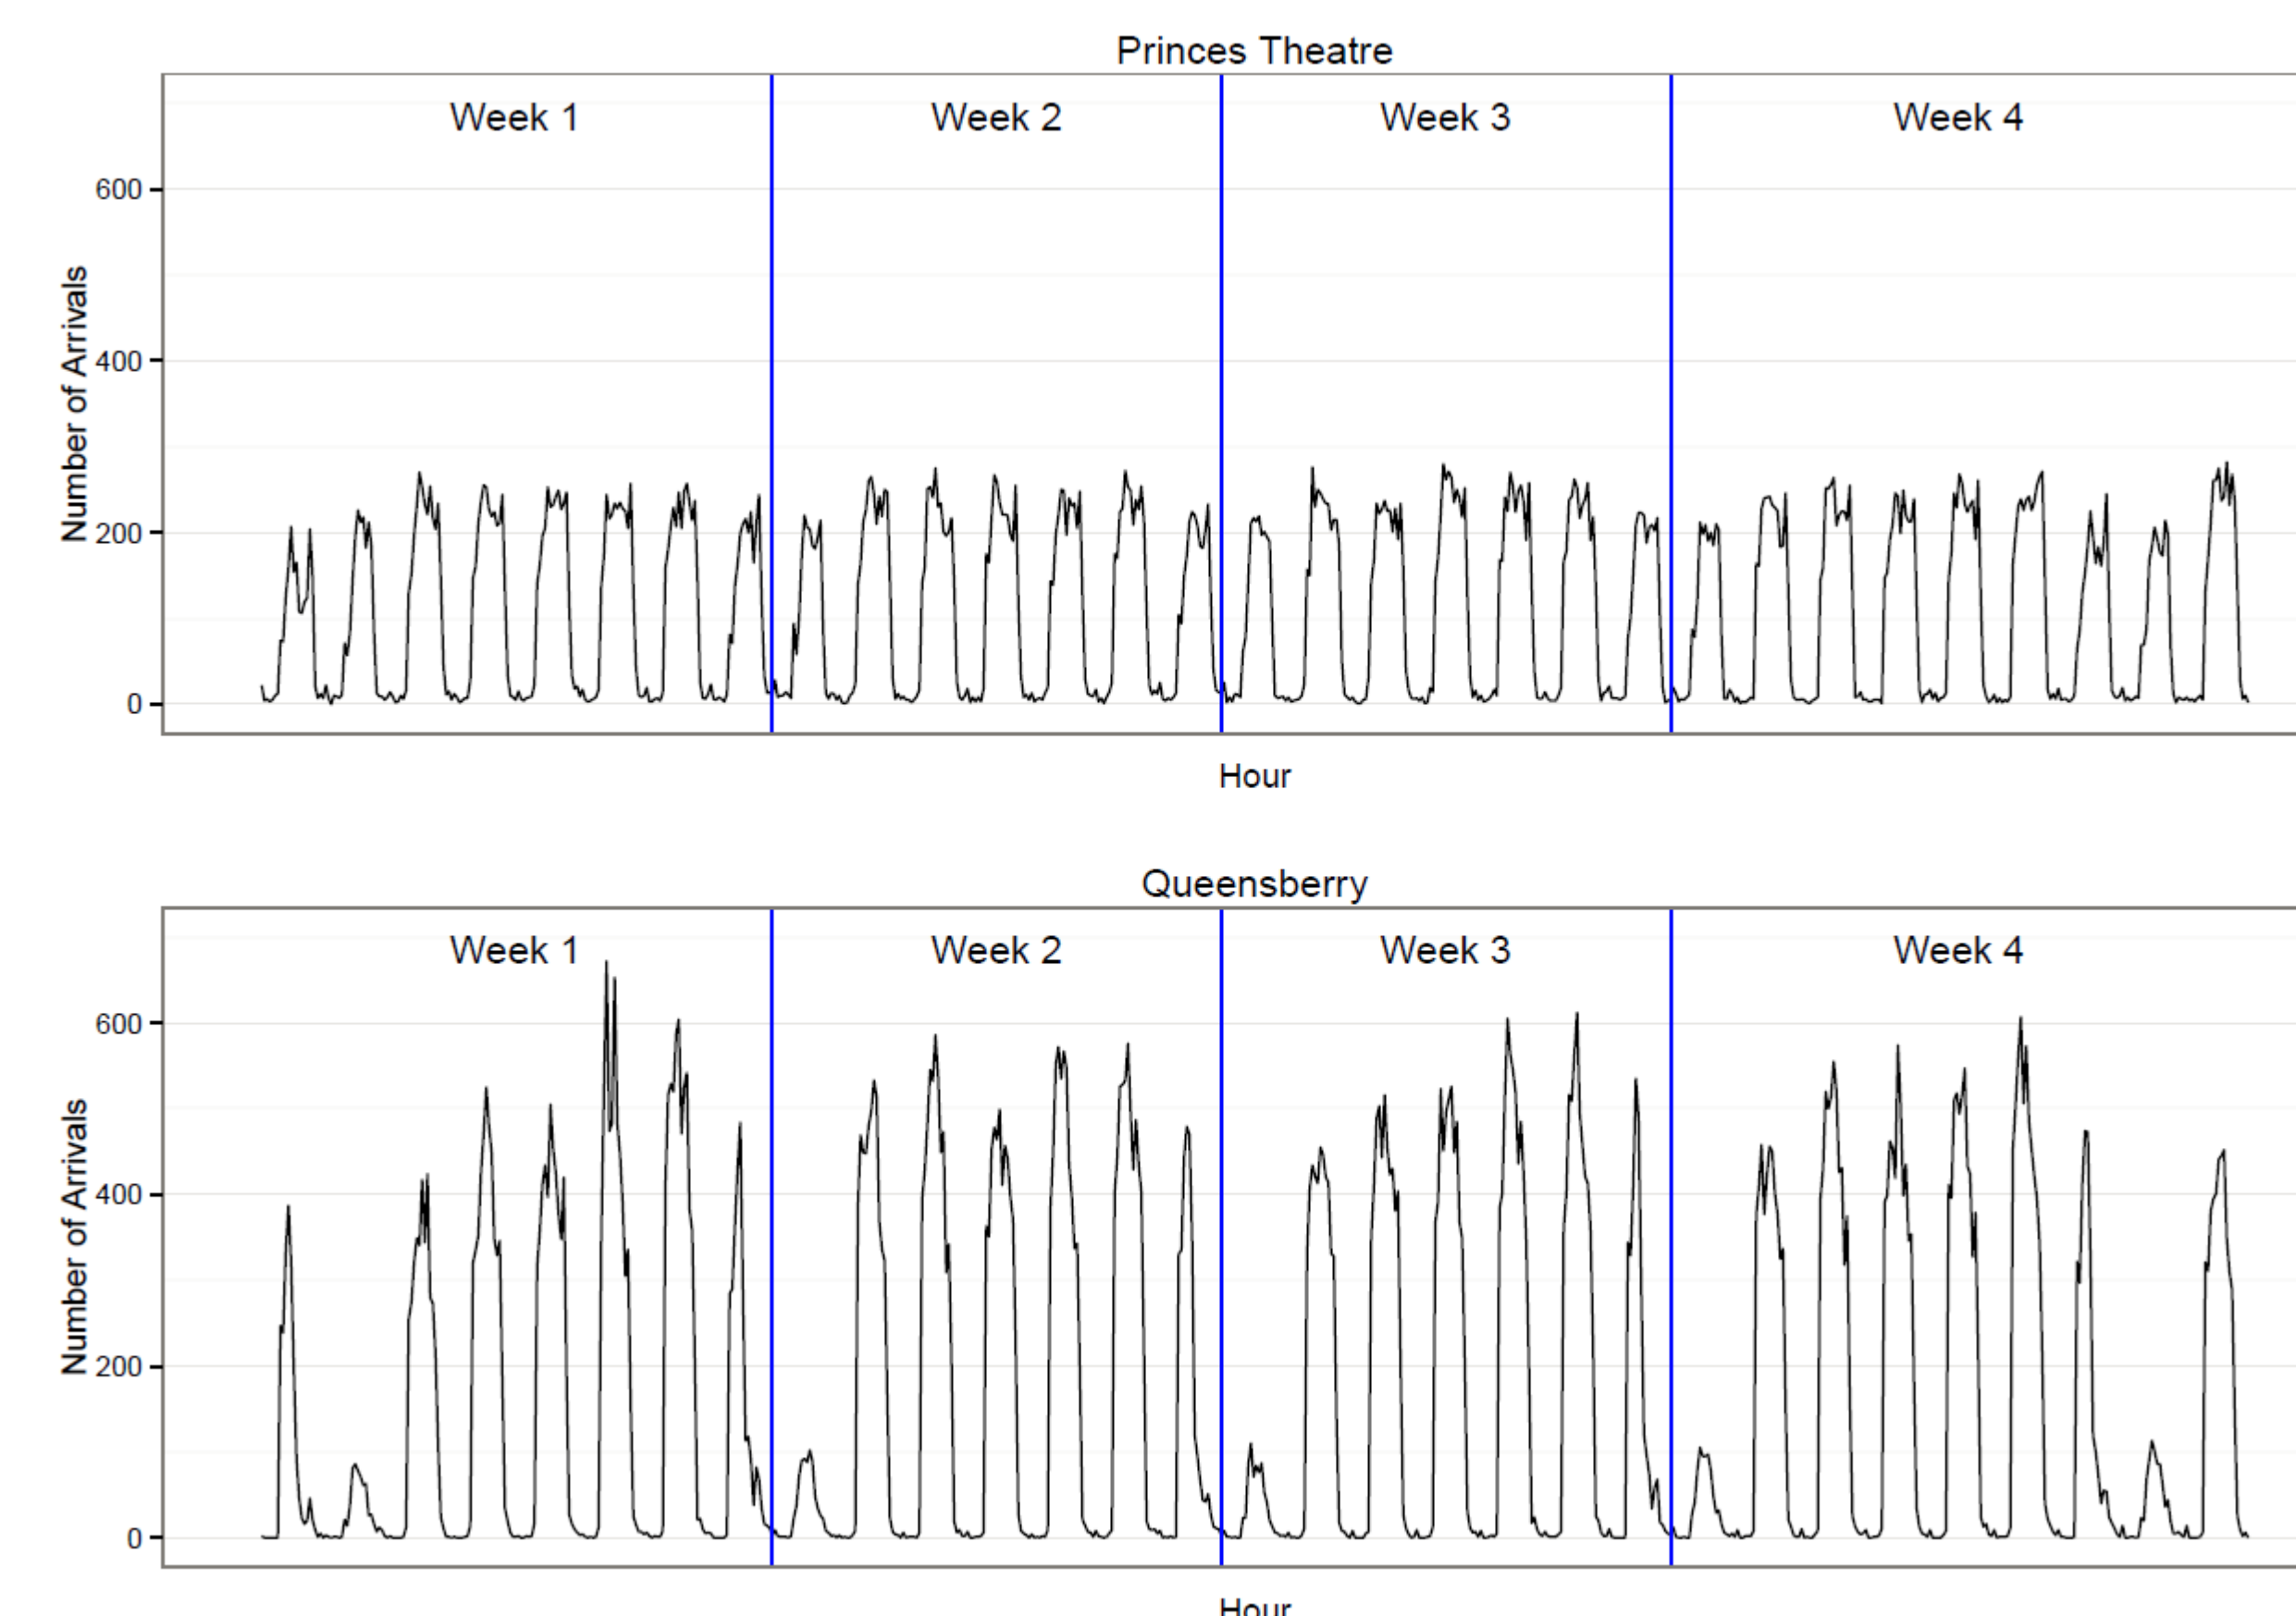 Princes Theatre
Week 1 Week 2 Week 3 Week 4
600
400
200
0
Number of Arrivals
Hour
Queensberry
Week 1 Week 2 Week 3 Week 4
600
400
200
0
Number of Arrivals
Hour